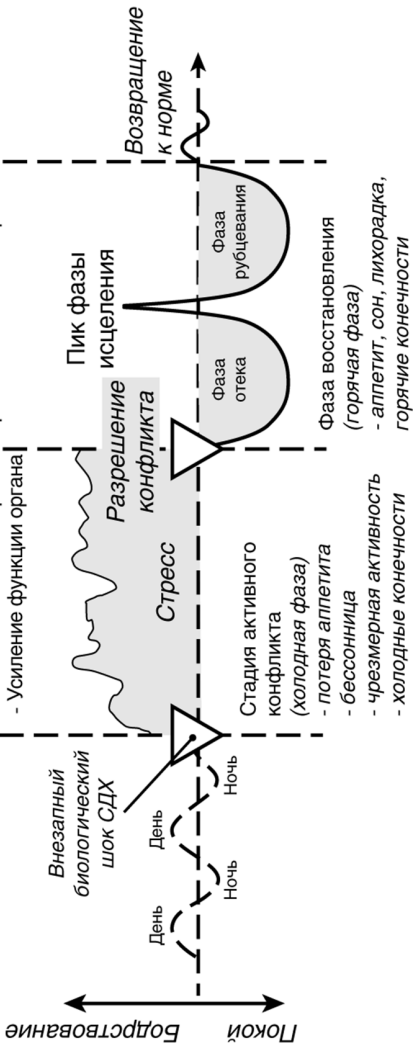 - Усиление функции органа
Возвращение
к норме
Пик фазы
исцеления
Разрешение
конфликта
Стресс
Внезапный
биологический
шок СДХ
День
Ночь
День
Ночь
Фаза
отека
Фаза
рубцевания
Бодрствование
Покой
Стадия активного
конфликта
(холодная фаза)
- потеря аппетита
- бессонница
- чрезмерная активность
- холодные конечности
Фаза восстановления
(горячая фаза)
- аппетит, сон, лихорадка,
горячие конечности